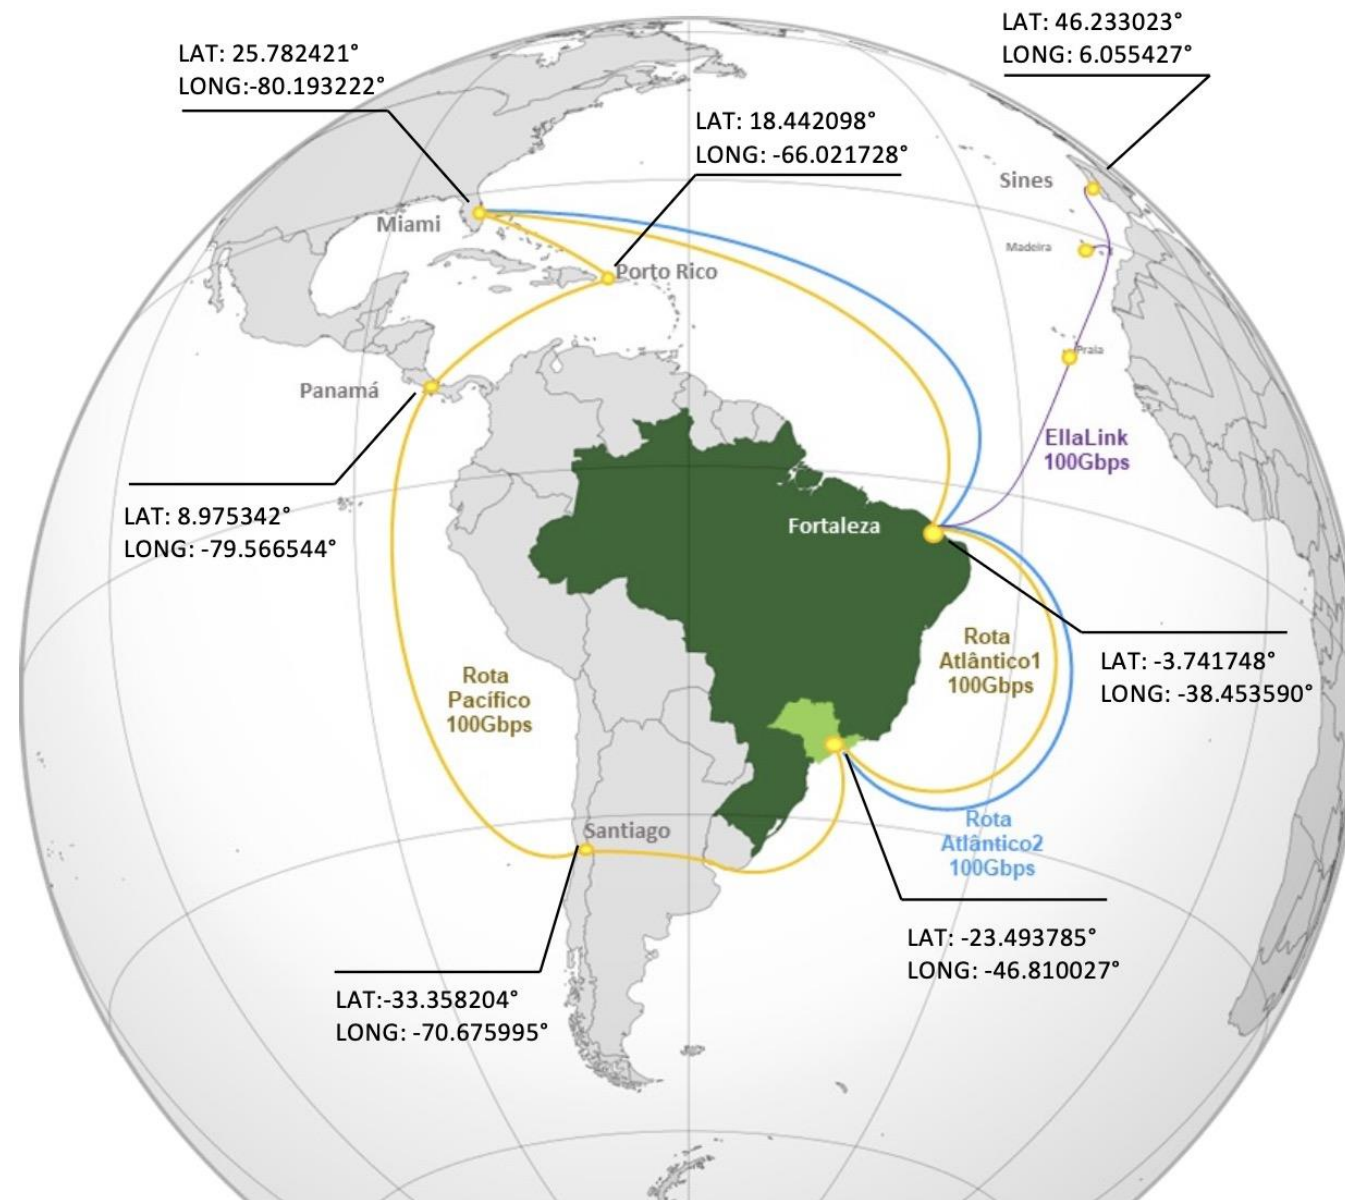 LAT: 46.233023°
LONG: 6.055427°
LAT: 25.782421°
LONG:-80.193222°
LAT: 18.442098°
LONG: -66.021728°
Sines
Miami
Madeira
Porto Rico
Praia
Panamá
EllaLink
100Gbps
LAT: 8.975342°
LONG: -79.566544°
Fortaleza
Rota
Atlântico1
100Gbps
LAT: -3.741748°
LONG: -38.453590°
Rota
Pacífico
100Gbps
Santiago
Rota
Atlântico2
100Gbps
LAT: -23.493785°
LONG: -46.810027°
LAT:-33.358204°
LONG: -70.675995°